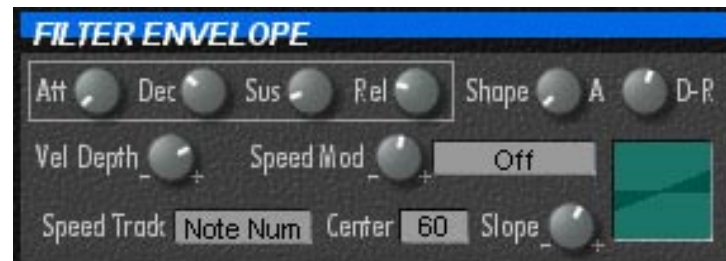 FILTER ENVELOPE
Att Dec Sus Rel Shape A D-R
Vel Depth - + Speed Mod - + Off
Speed Track Note Num Center 60 Slope - +